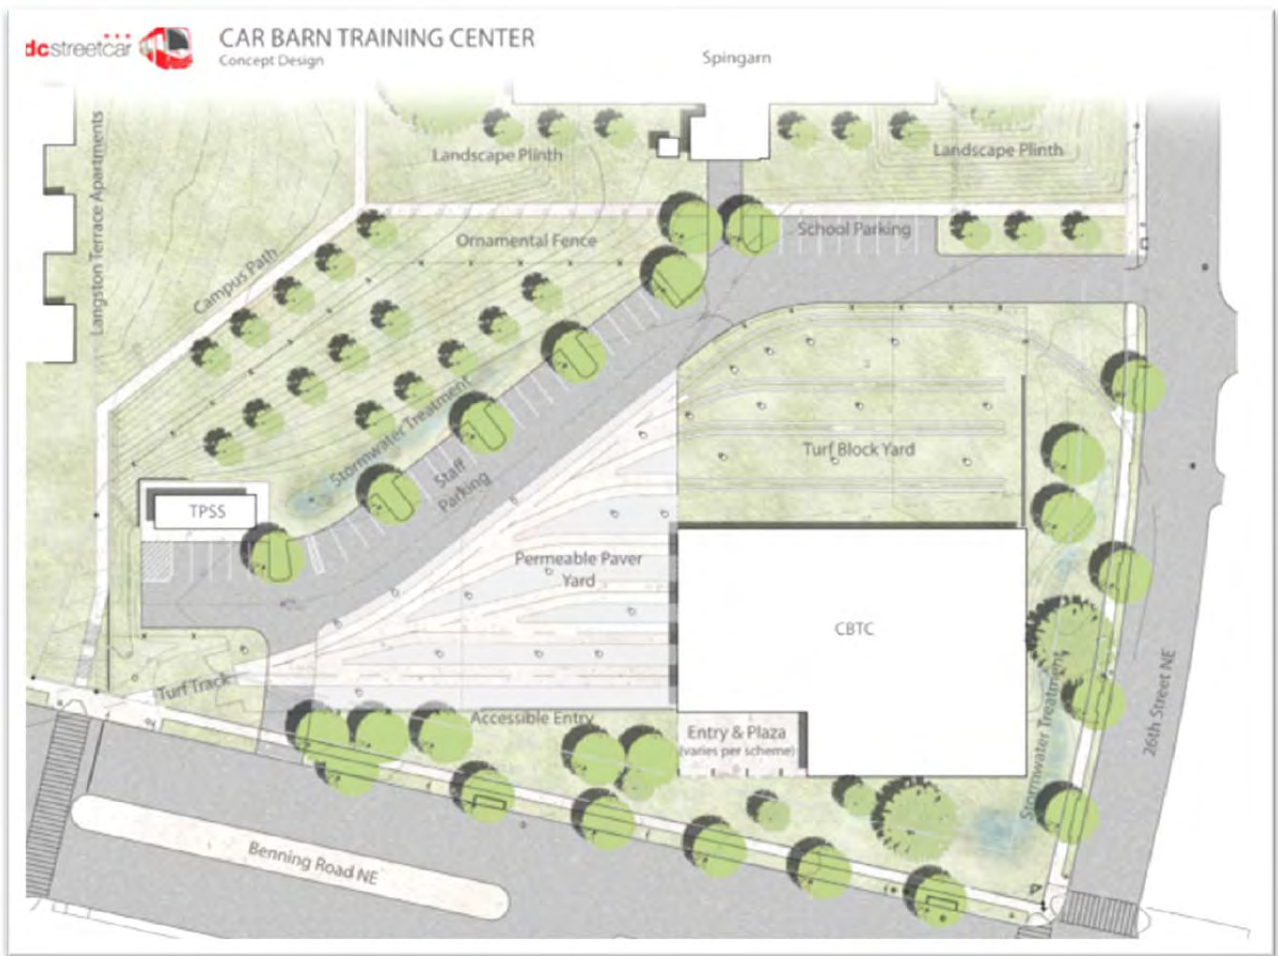 dcstreetcar
CAR BARN TRAINING CENTER
Concept Design
Spingarn
Landscape Plinth
Landscape Plinth
Langston Terrace Apartments
Campus Path
Ornamental Fence
School Parking
Stormwater Treatment
Staff
Parking
Turf Block Yard
TPSS
Permeable Paver
Yard
CBTC
Turf Track
Accessible Entry
Entry & Plaza
(varies per scheme)
Stormwater Treatment
26th Street NE
Benning Road NE